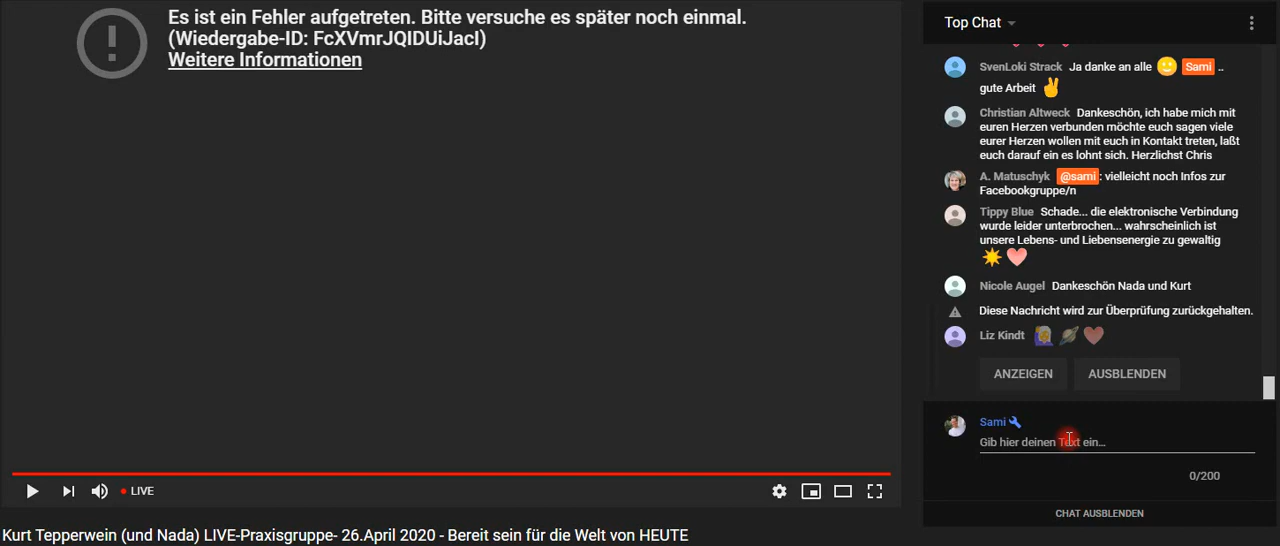 Es ist ein Fehler aufgetreten. Bitte versuche es später noch einmal.
(Wiedergabe-ID: FcXVmrJQIDUiJacI)
Weitere Informationen
LIVE
Kurt Tepperwein (und Nada) LIVE-Praxisgruppe- 26.April 2020 - Bereit sein für die Welt von HEUTE
Top Chat
SvenLoki Strack Ja danke an alle Sami ..
gute Arbeit
Christian Altweck Dankeschön, ich habe mich mit
euren Herzen verbunden möchte euch sagen viele
eurer Herzen wollen mit euch in Kontakt treten, laßt
euch darauf ein es lohnt sich. Herzlichst Chris
A. Matuschyk @sami: vielleicht noch Infos zur
Facebookgruppe/n
Tippy Blue Schade... die elektronische Verbindung
wurde leider unterbrochen... wahrscheinlich ist
unsere Lebens- und Liebensenergie zu gewaltig
Nicole Augel Dankeschön Nada und Kurt
Diese Nachricht wird zur Überprüfung zurückgehalten.
Liz Kindt
ANZEIGEN AUSBLENDEN
Sami
Gib hier deinen Text ein...
0/200
CHAT AUSBLENDEN